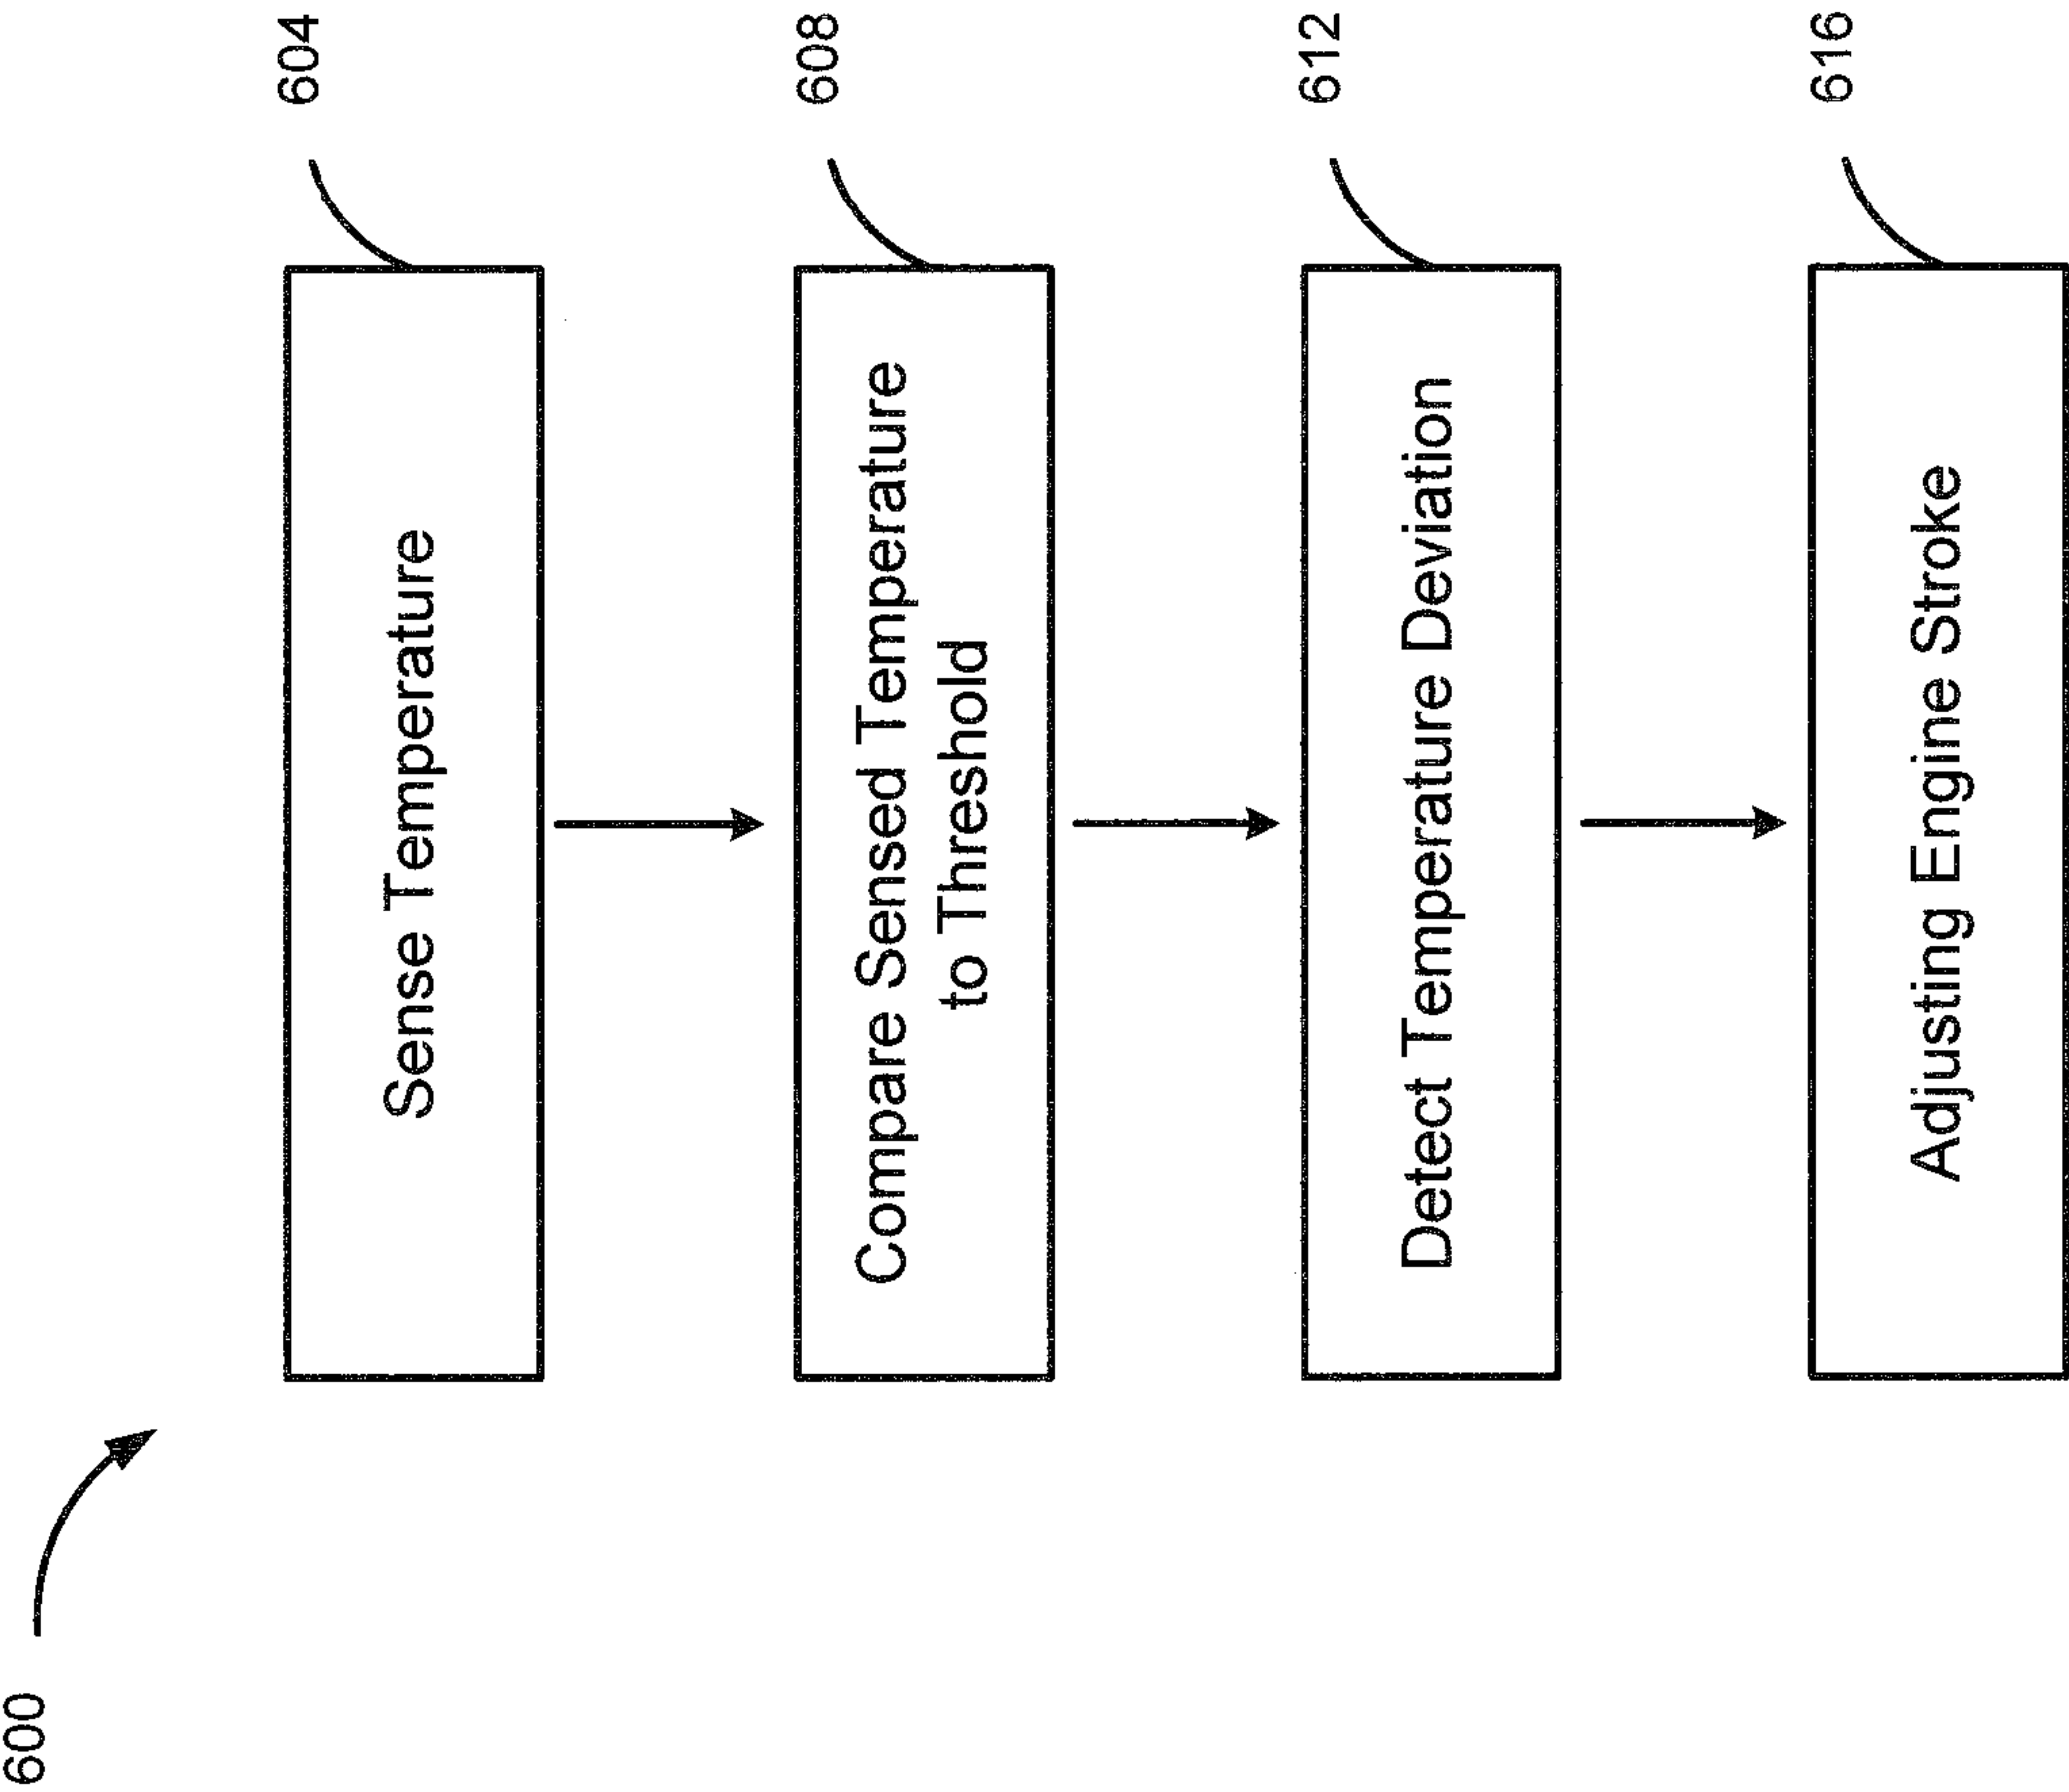 600
Sense Temperature
604
Compare Sensed Temperature
to Threshold
608
Detect Temperature Deviation
612
Adjusting Engine Stroke
616